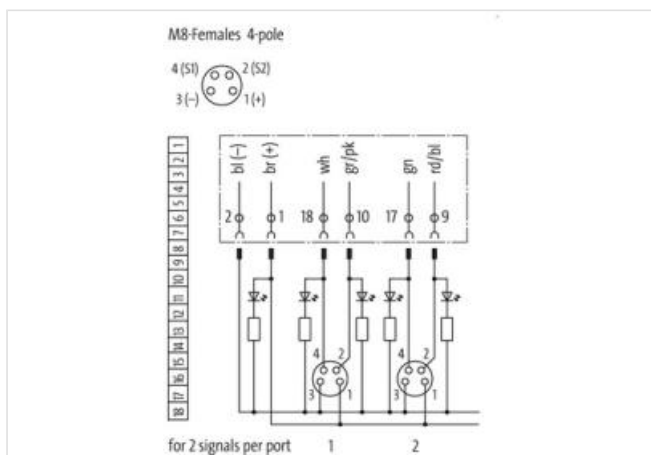 M8-Females 4-pole
4 (S1) 2 (S2)
3 (–) 1 (+)
1
2
3
4
5
6
7
8
9
10
11
12
13
14
15
16
17
18
bl (–) br (+) wh gr/pk gn rd/bl
2 1 18 10 17 9
4 2 4 2
3 1 3 1
for 2 signals per port 1 2